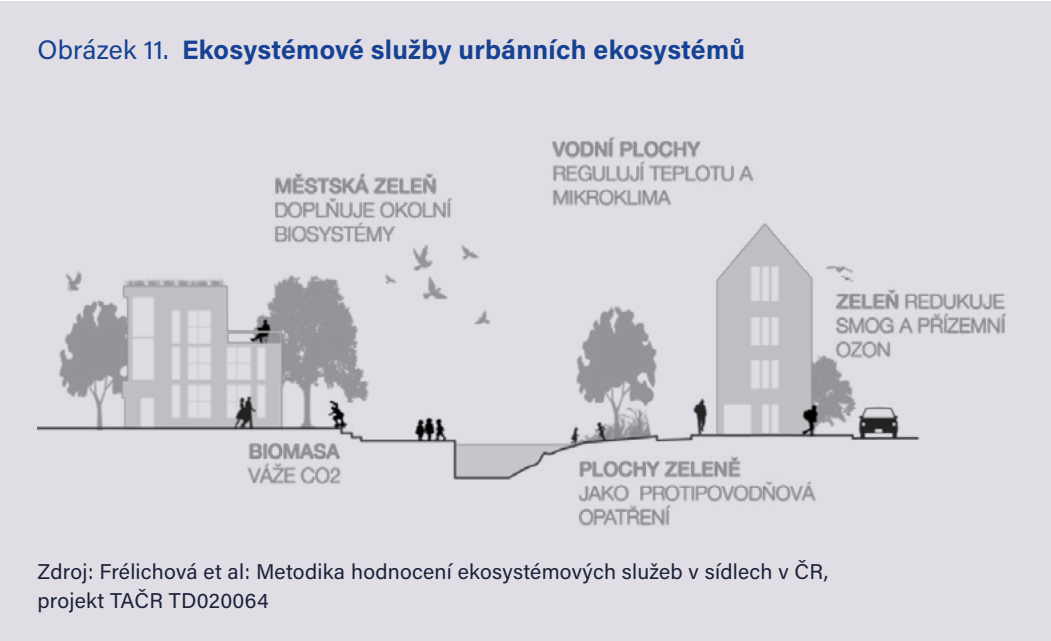 Obrázek 11. Ekosystémové služby urbánních ekosystémů
MĚSTSKÁ ZELEŇ
DOPLŇUJE OKOLNÍ
BIOSYSTÉMY
VODNÍ PLOCHY
REGULUJÍ TEPLOTU A
MIKROKLIMA
ZELEŇ REDUKUJE
SMOG A PŘÍZEMNÍ
OZON
BIOMASA
VÁŽE CO2
PLOCHY ZELENĚ
JAKO PROTIPOVODŇOVÁ
OPATŘENÍ
Zdroj: Frélichová et al: Metodika hodnocení ekosystémových služeb v sídlech v ČR,
projekt TAČR TD020064